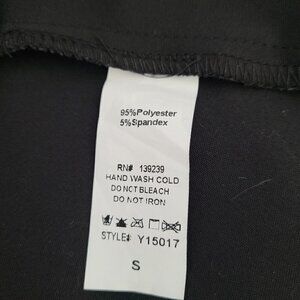 95%Polyester
5%Spandex
RN# 139239
HAND WASH COLD
DO NOT BLEACH
DO NOT IRON
STYLE# Y15017
S